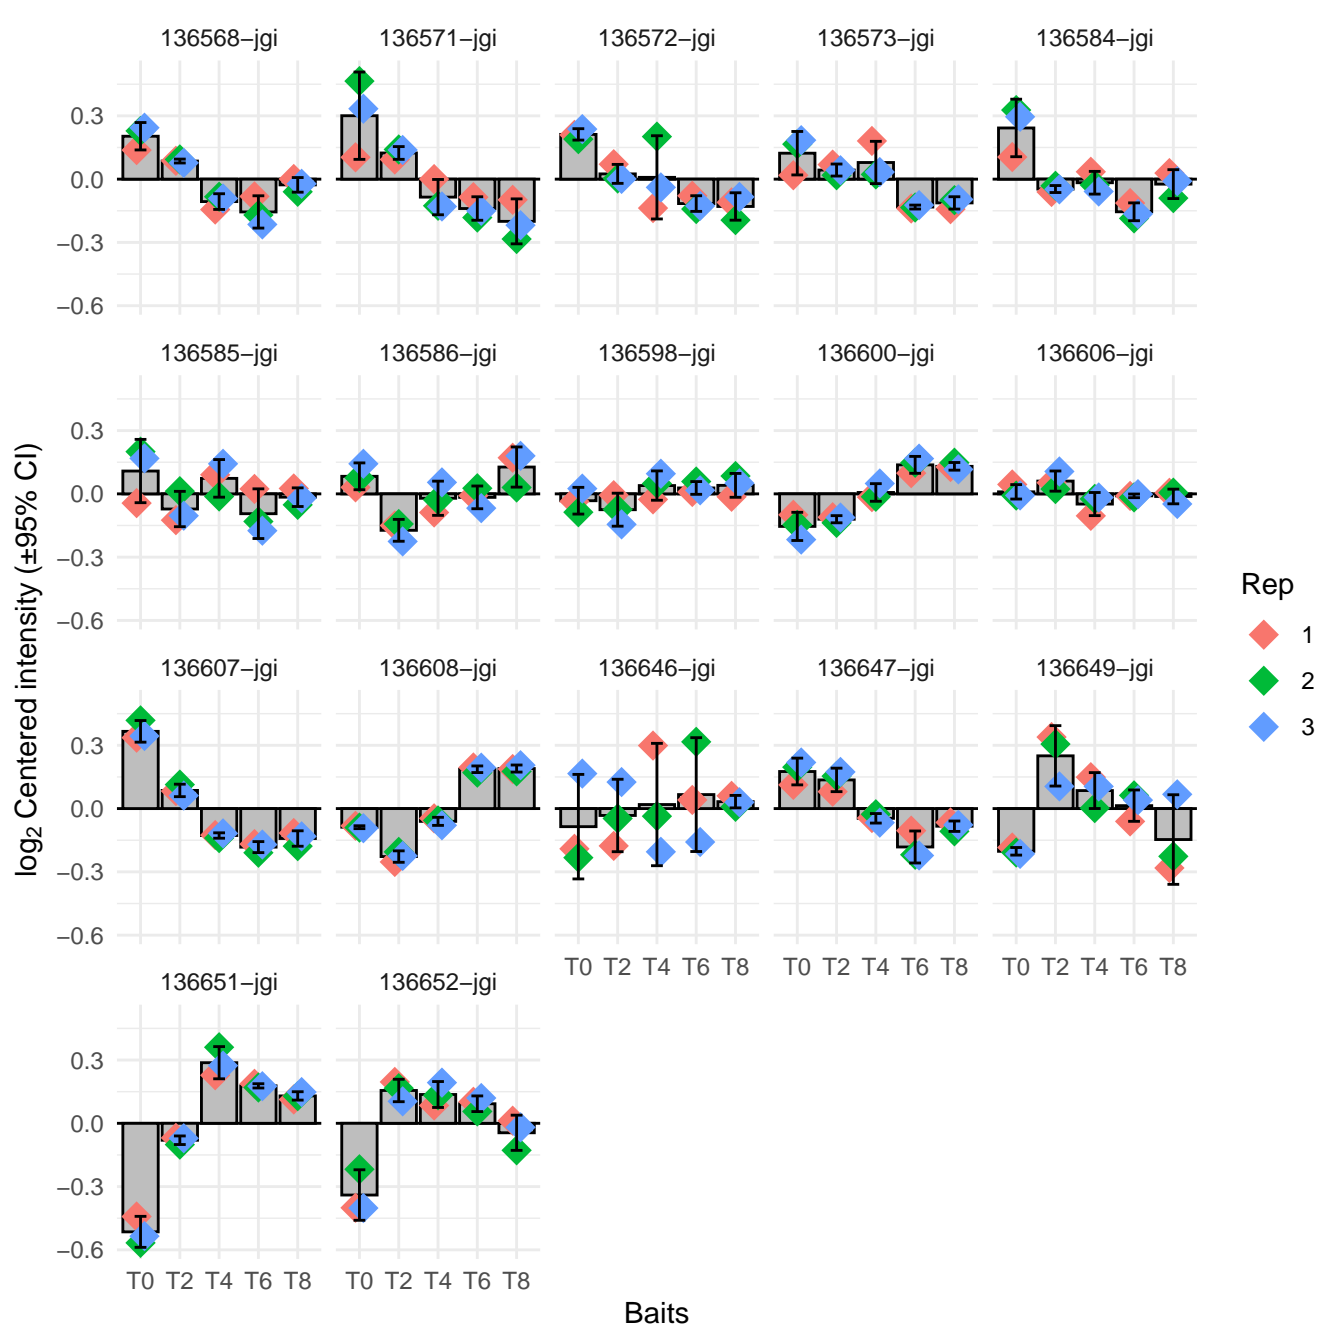 136568−jgi 136571−jgi 136572−jgi 136573−jgi 136584−jgi
0.3
0.0
−0.3
−0.6
136585−jgi 136586−jgi 136598−jgi 136600−jgi 136606−jgi
0.3
0.0
−0.3
−0.6
136607−jgi 136608−jgi 136646−jgi 136647−jgi 136649−jgi
0.3
0.0
−0.3
−0.6
T0 T2 T4 T6 T8 T0 T2 T4 T6 T8 T0 T2 T4 T6 T8
136651−jgi 136652−jgi
0.3
0.0
−0.3
−0.6
T0 T2 T4 T6 T8 T0 T2 T4 T6 T8
Baits
log₂ Centered intensity (±95% CI)
Rep
1
2
3